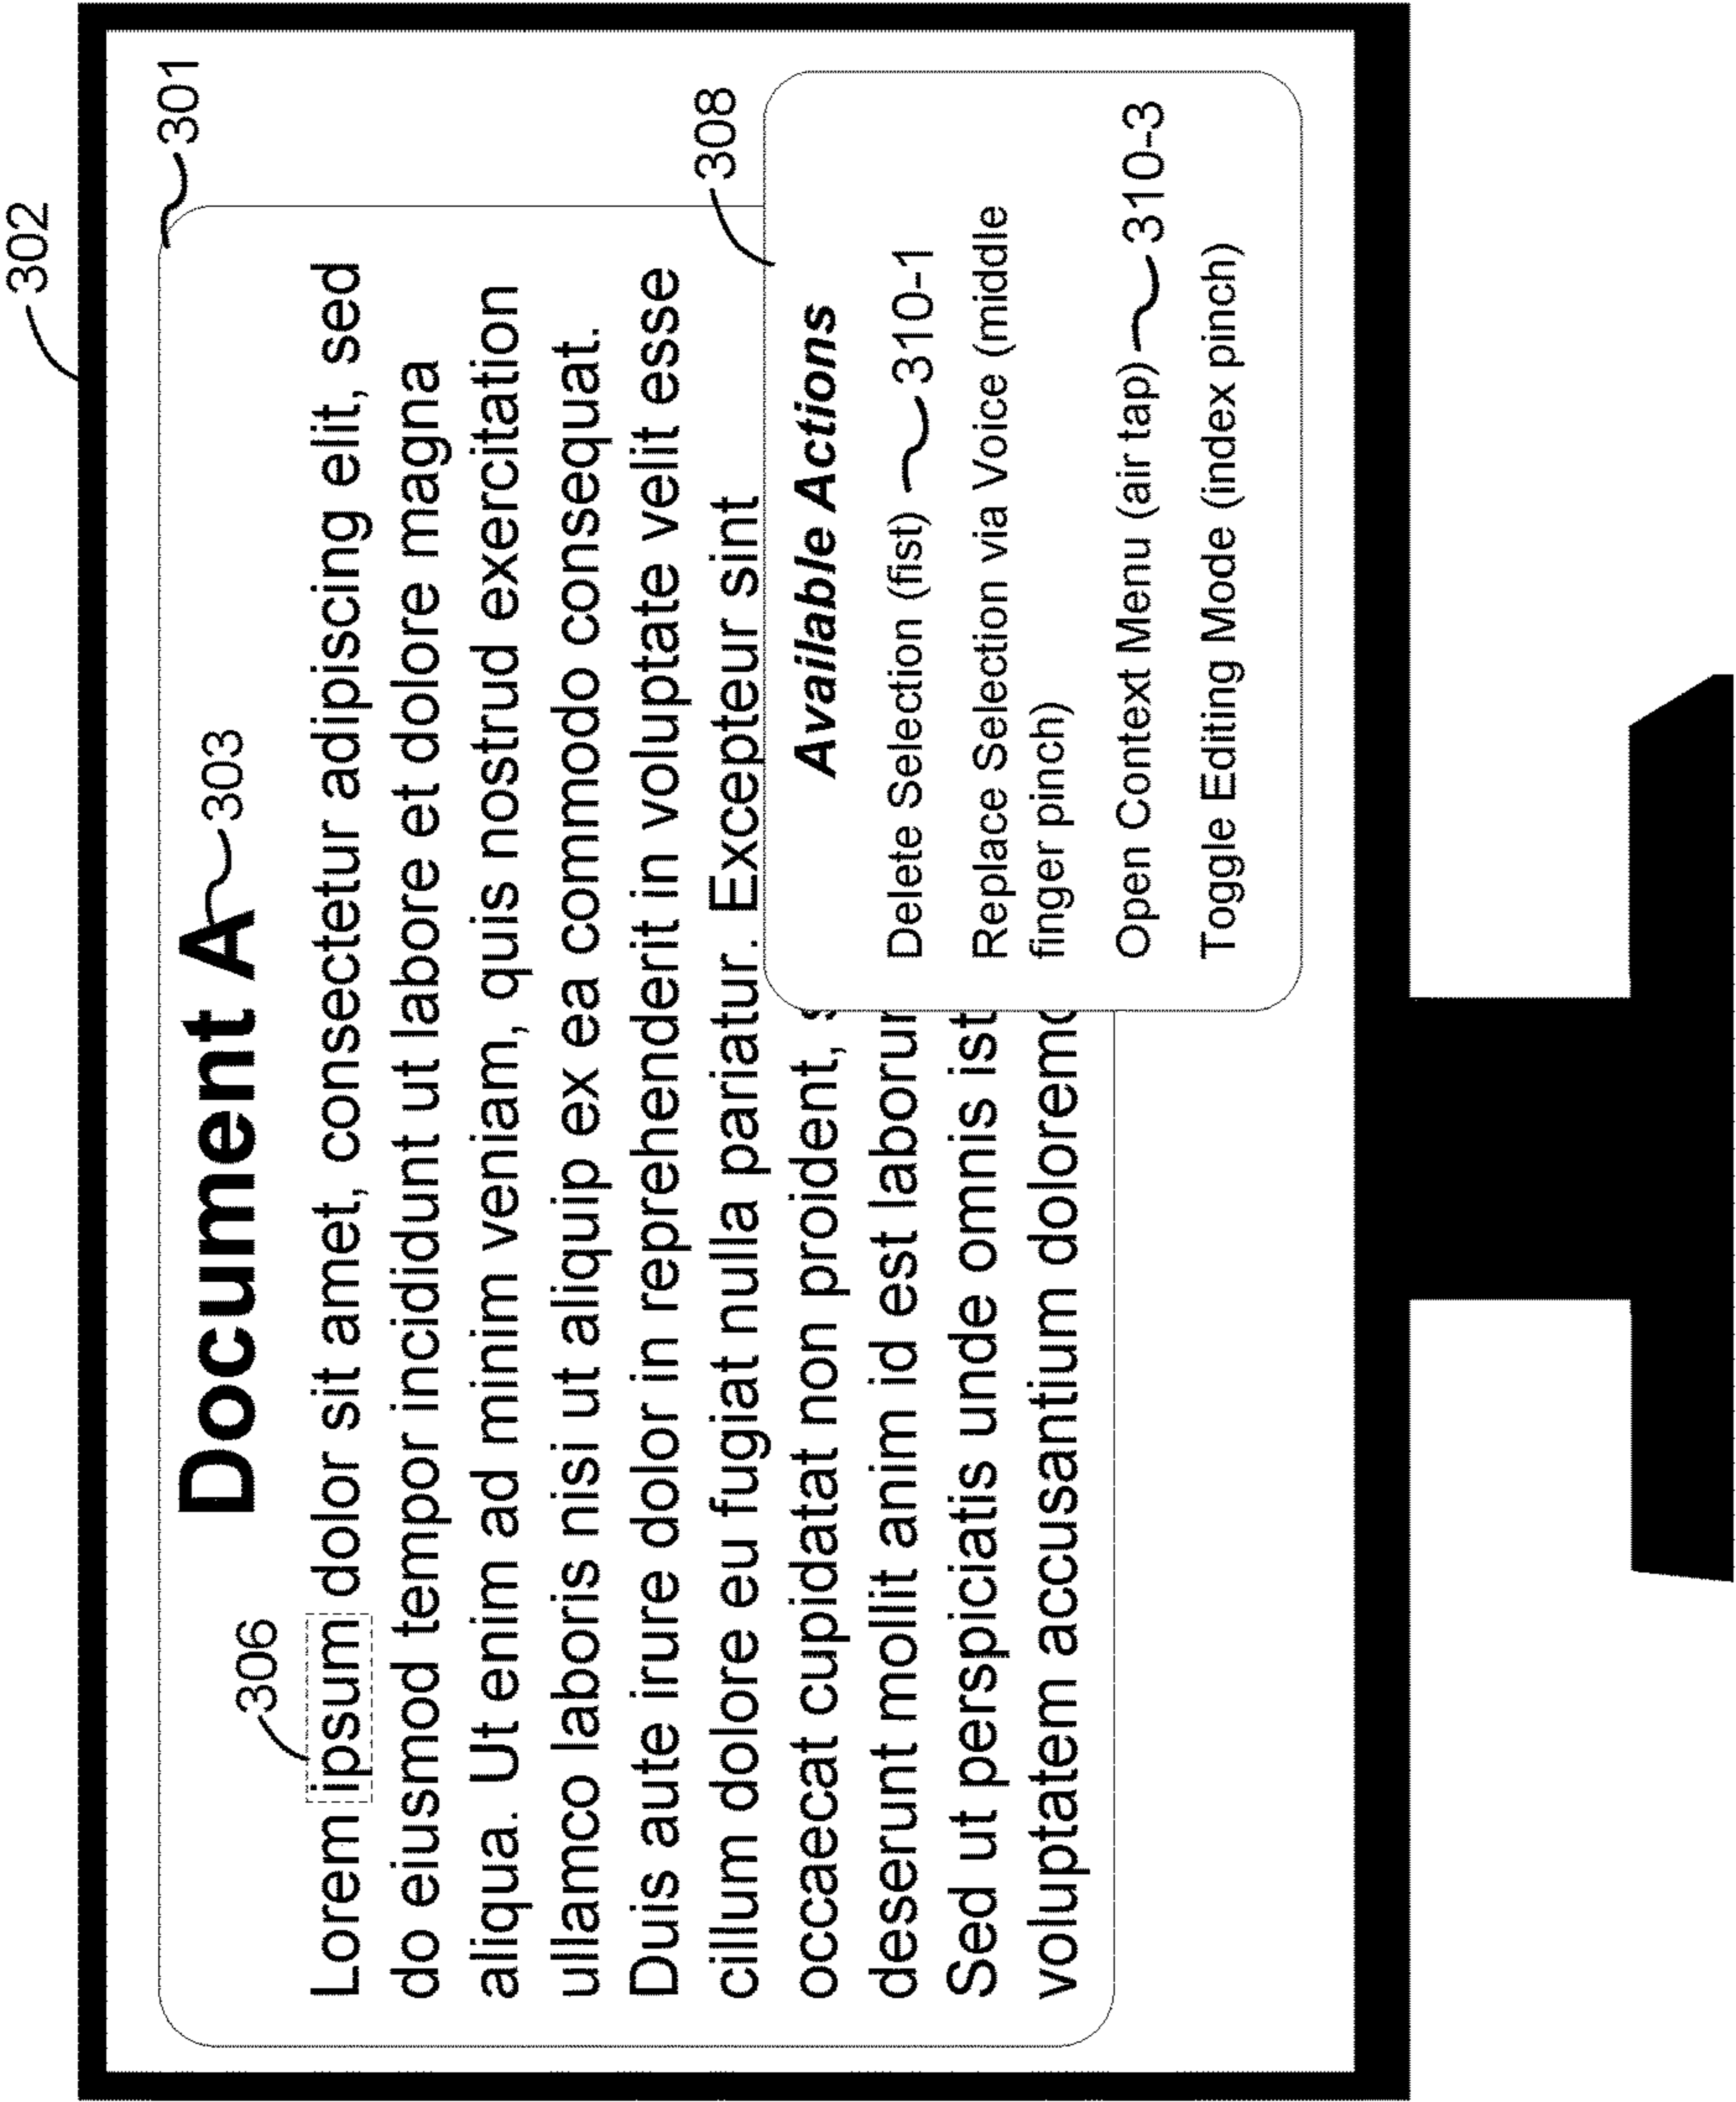 302
301
Document A
303
306
Lorem ipsum dolor sit amet, consectetur adipiscing elit, sed
do eiusmod tempor incididunt ut labore et dolore magna
aliqua. Ut enim ad minim veniam, quis nostrud exercitation
ullamco laboris nisi ut aliquip ex ea commodo consequat.
Duis aute irure dolor in reprehenderit in voluptate velit esse
cillum dolore eu fugiat nulla pariatur. Excepteur sint
308
occaecat cupidatat non proident, s
deserunt mollit anim id est laborur
Sed ut perspiciatis unde omnis ist
voluptatem accusantium doloremo
Available Actions
Delete Selection (fist) 310-1
Replace Selection via Voice (middle
finger pinch)
Open Context Menu (air tap) 310-3
Toggle Editing Mode (index pinch)